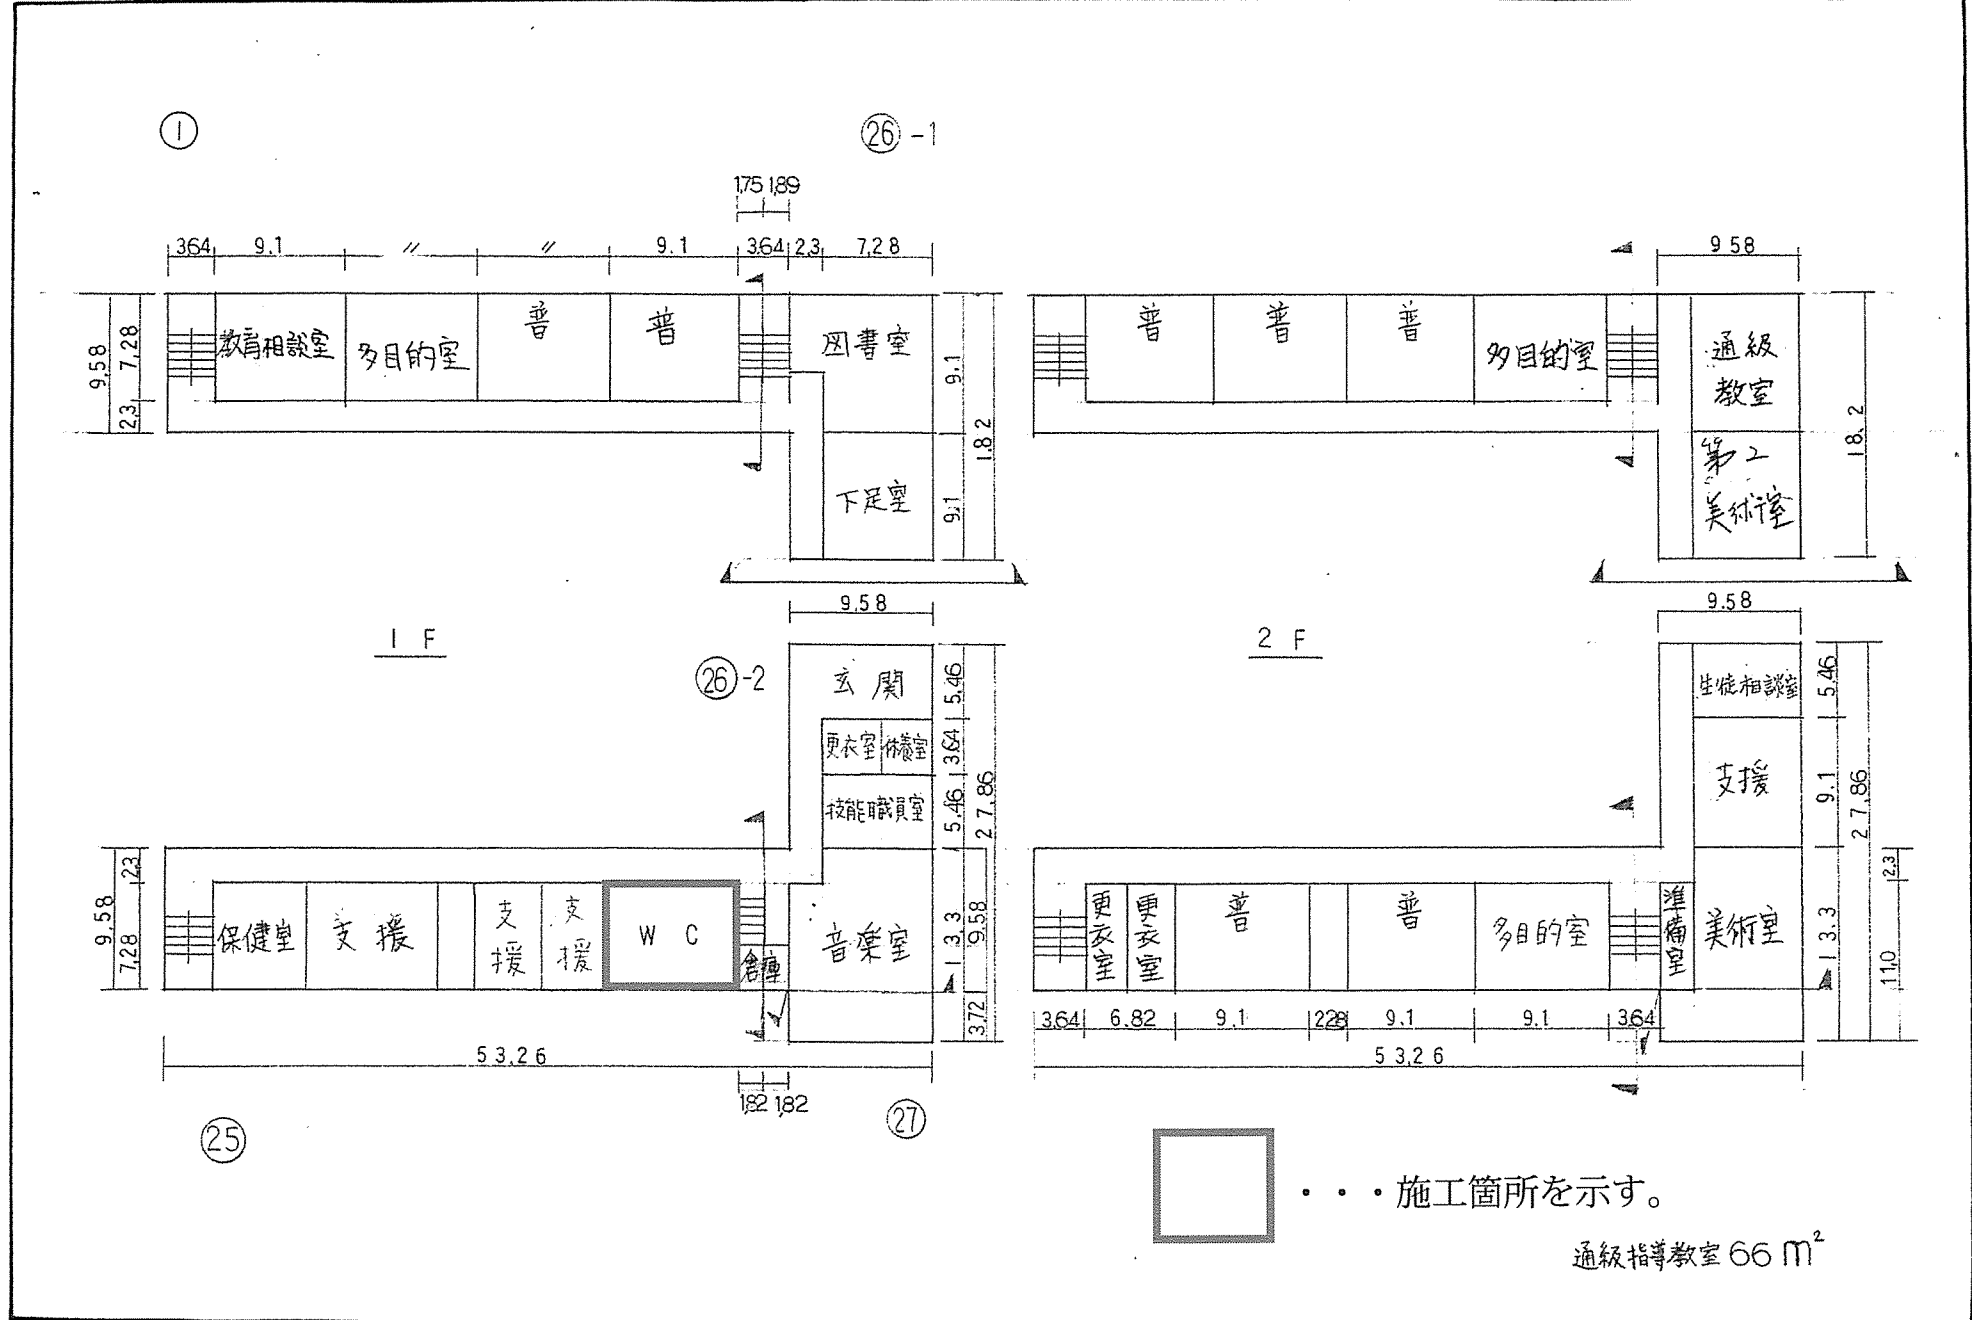 ① ㉖-1
1,75 1,89
3,64 9.1 〃 〃 9.1 3,64 2,3 7,28
9 58
9,58 7,28 2,3
教育相談室 多目的室 普 普 図書室
9,1 18,2
下足室
9,1
普 普 普 多目的室 通級
教室
第2
美術室
18,2
9,58
9.58
1 F
2 F
㉖-2
玄関
更衣室 休養室
技能職員室
5,46 3,64 5,46 27,86
生徒相談室
支援
5,46 9.1 27,86
9,58 2,3 7,28
保健室 支援 支援 支援 WC 倉庫 音楽室
13,3 9,58 3,72
更衣室 更衣室 普 普 多目的室 準備室 美術室
13.3 2,3 11,0
3.64 6.82 9.1 2.28 9.1 9.1 3.64
53,26
53,26
1,82 1,82
㉕ ㉗
・・・施工箇所を示す。
通級指導教室 66 m²